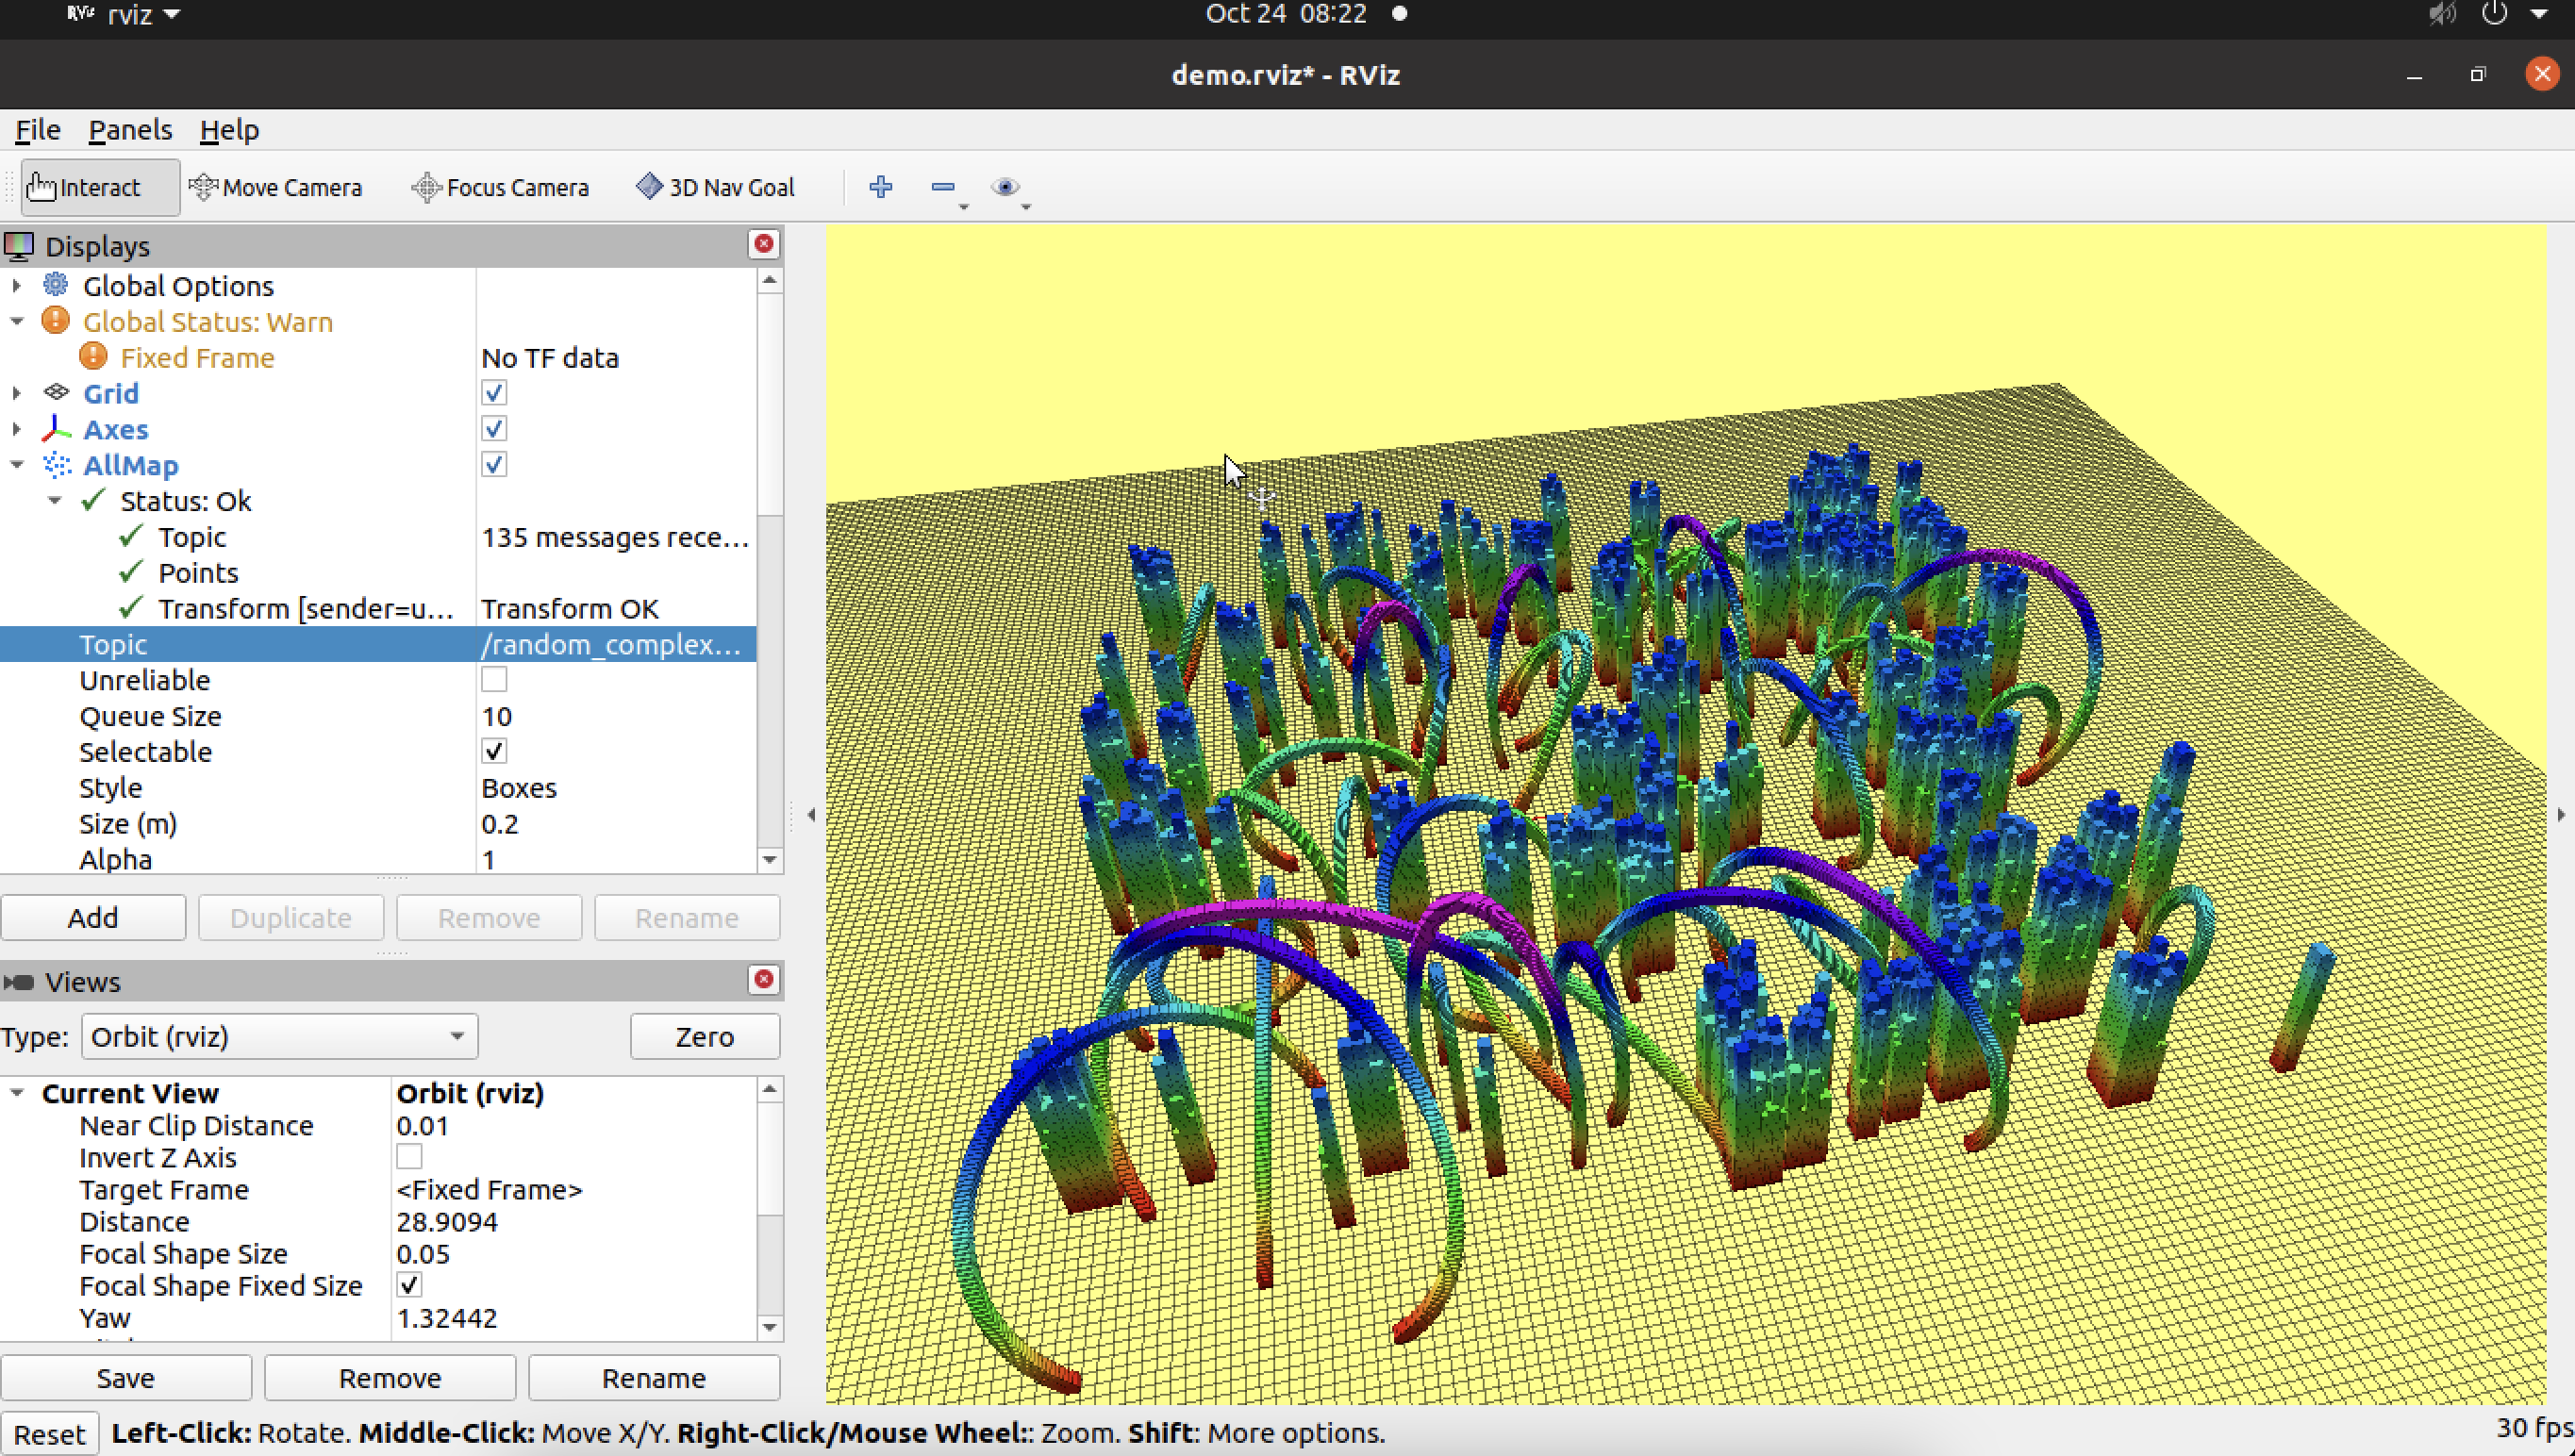 RViz rviz
Oct 24 08:22
demo.rviz* - RViz
File Panels Help
Interact Move Camera Focus Camera 3D Nav Goal
Displays
Global Options
Global Status: Warn
Fixed Frame No TF data
Grid
Axes
AllMap
Status: Ok
Topic 135 messages rece...
Points
Transform [sender=u... Transform OK
Topic /random_complex...
Unreliable
Queue Size 10
Selectable
Style Boxes
Size (m) 0.2
Alpha 1
Add Duplicate Remove Rename
Views
Type: Orbit (rviz) Zero
Current View Orbit (rviz)
Near Clip Distance 0.01
Invert Z Axis
Target Frame <Fixed Frame>
Distance 28.9094
Focal Shape Size 0.05
Focal Shape Fixed Size
Yaw 1.32442
Save Remove Rename
Reset Left-Click: Rotate. Middle-Click: Move X/Y. Right-Click/Mouse Wheel:: Zoom. Shift: More options. 30 fps